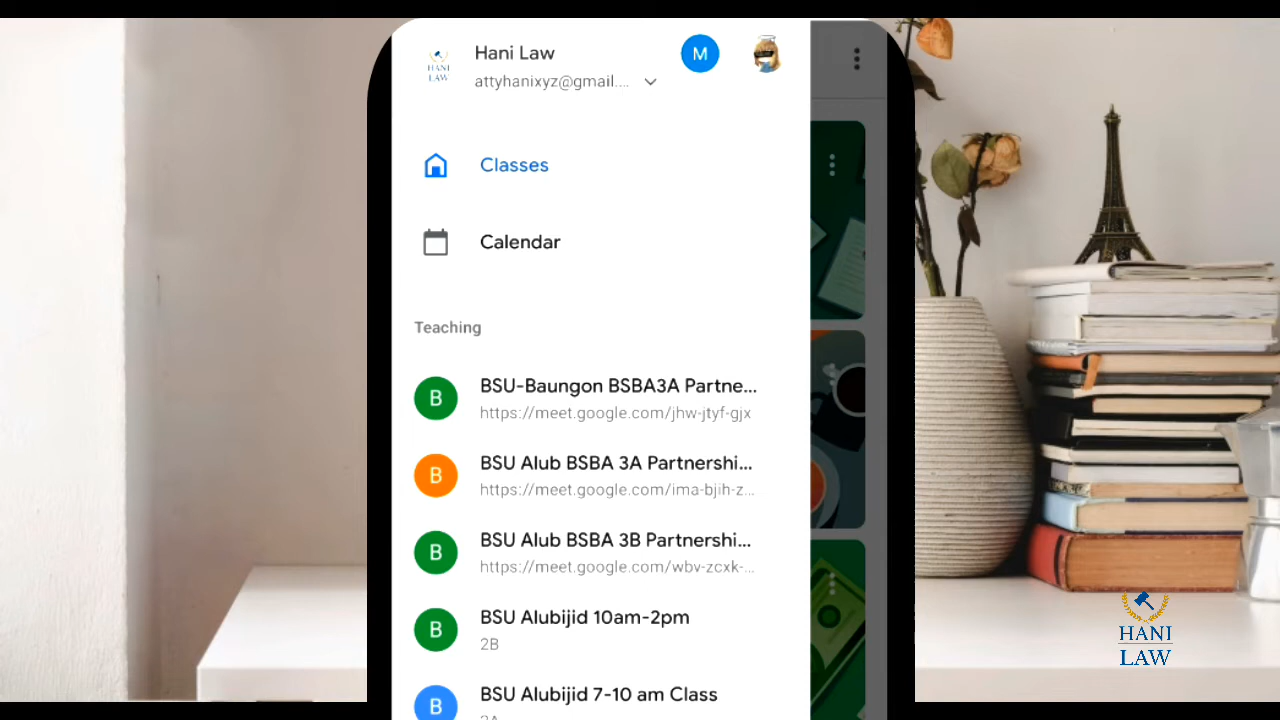 Hani Law
M
HANI
LAW
attyhanixyz@gmail....
Classes
Calendar
Teaching
B
BSU-Baungon BSBA3A Partne...
https://meet.google.com/jhw-jtyf-gjx
B
BSU Alub BSBA 3A Partnershi...
https://meet.google.com/ima-bjih-z...
B
BSU Alub BSBA 3B Partnershi...
https://meet.google.com/wbv-zcxk-...
B
BSU Alubijid 10am-2pm
2B
B
BSU Alubijid 7-10 am Class
HANI
LAW